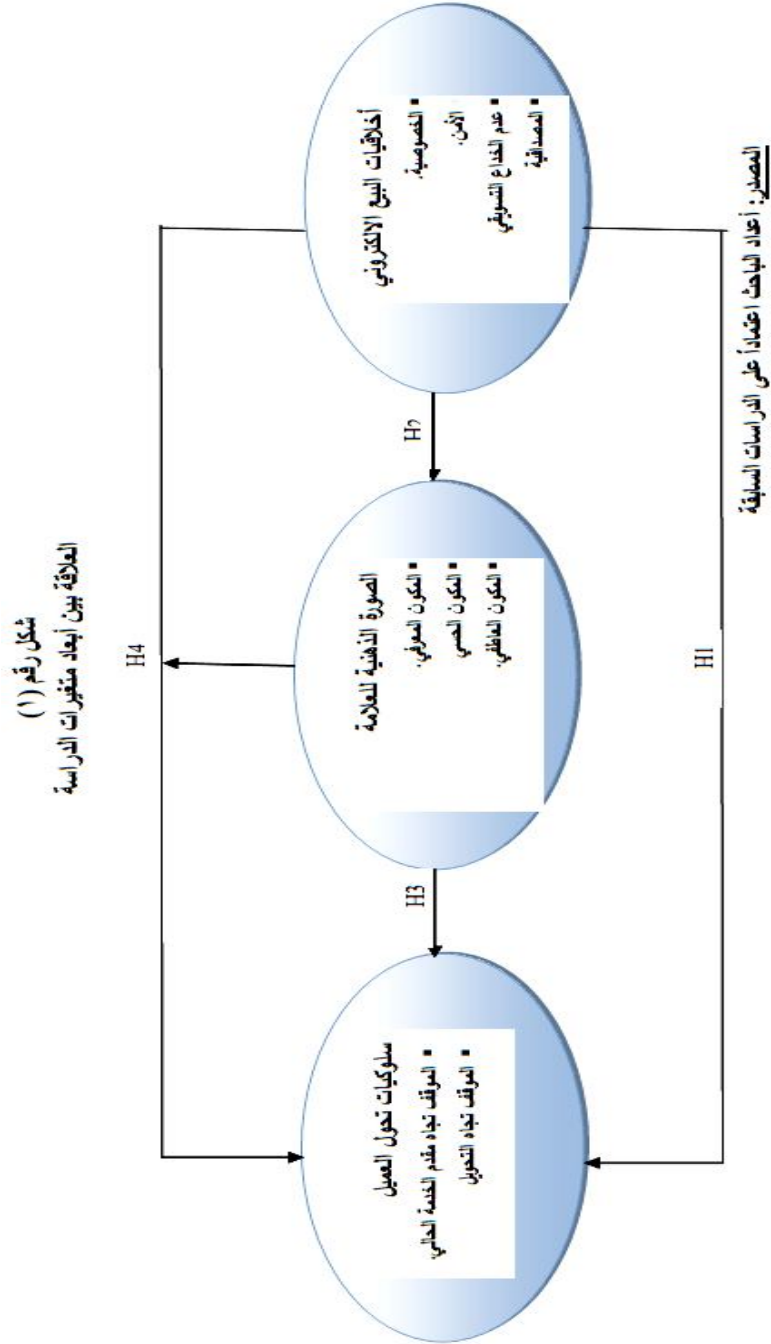 شكل رقم (١)
العلاقة بين أبعاد متغيرات الدراسة
H4
أخلاقيات البيع الالكتروني
▪ الخصوصية.
الأمن.
▪ عدم الخداع التسويقي
▪ المصداقية
H2
الصورة الذهنية للعلامة
▪ المكون المعرفي.
▪ المكون الحسي
▪ المكون العاطفي.
H3
سلوكيات تحول العميل
▪ الموقف تجاه مقدم الخدمة الحالي.
▪ الموقف تجاه التحويل
H1
المصدر: أعداد الباحث اعتماداً على الدراسات السابقة